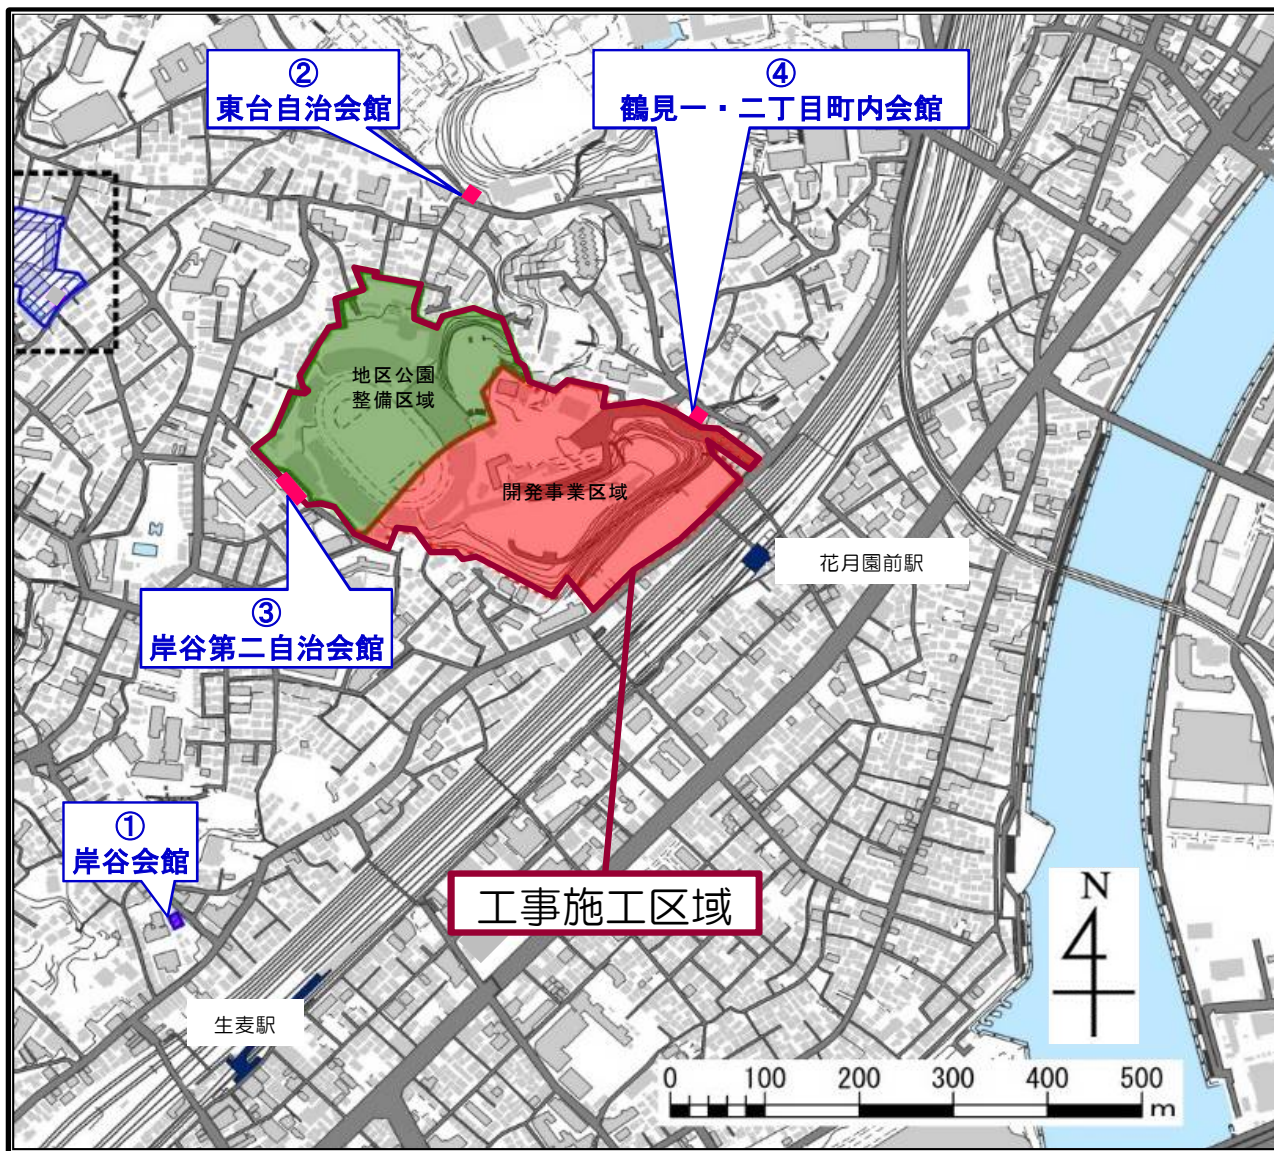 ②
東台自治会館
④
鶴見一・二丁目町内会館
地区公園
整備区域
開発事業区域
花月園前駅
③
岸谷第二自治会館
①
岸谷会館
工事施工区域
N
生麦駅
0 100 200 300 400 500
m